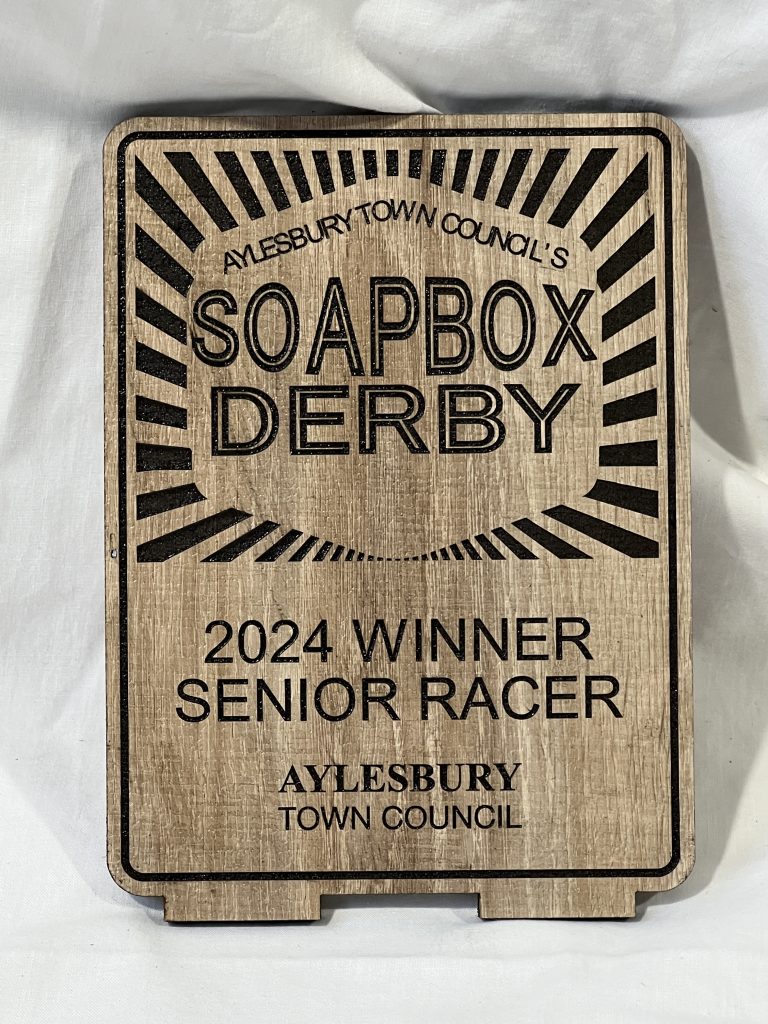 AYLESBURY TOWN COUNCIL'S
SOAPBOX
DERBY
2024 WINNER
SENIOR RACER
AYLESBURY
TOWN COUNCIL